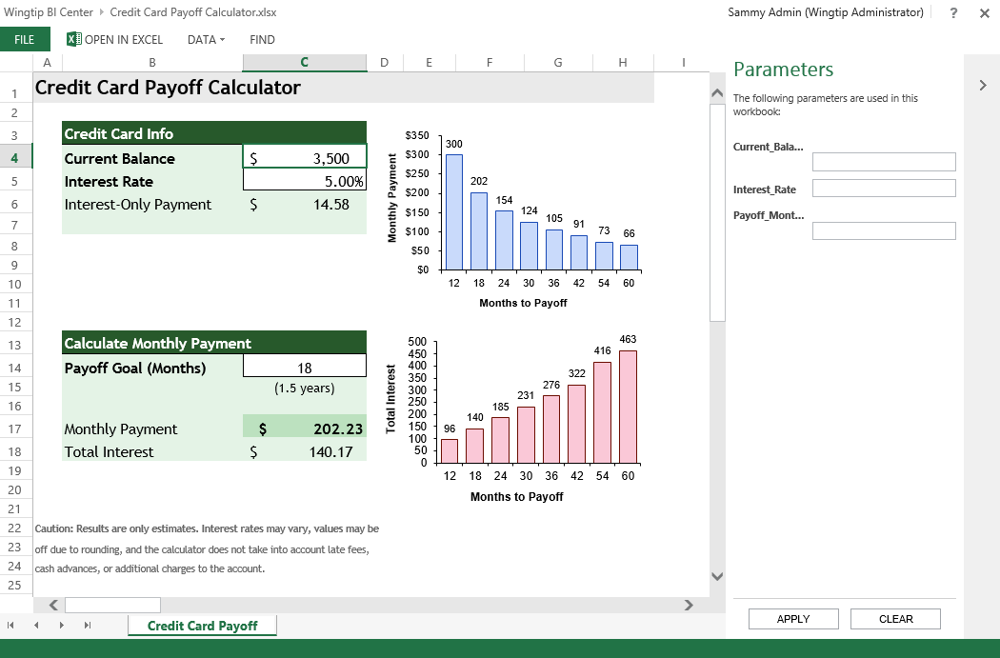 Wingtip BI Center ▸ Credit Card Payoff Calculator.xlsx
Sammy Admin (Wingtip Administrator) ? ×
FILE OPEN IN EXCEL DATA FIND
A B C D E F G H I
1 Credit Card Payoff Calculator
2
3 Credit Card Info
4 Current Balance $ 3,500
5 Interest Rate 5.00%
6 Interest-Only Payment $ 14.58
7
8
9
10
11
12
Monthly Payment
$350
$300
$250
$200
$150
$100
$50
$0
300 202 154 124 105 91 73 66
12 18 24 30 36 42 54 60
Months to Payoff
13 Calculate Monthly Payment
14 Payoff Goal (Months) 18
15 (1.5 years)
16
17 Monthly Payment $ 202.23
18 Total Interest $ 140.17
19
20
21
Total Interest
500
450
400
350
300
250
200
150
100
50
0
96 140 185 231 276 322 416 463
12 18 24 30 36 42 54 60
Months to Payoff
22 Caution: Results are only estimates. Interest rates may vary, values may be
23 off due to rounding, and the calculator does not take into account late fees,
24 cash advances, or additional charges to the account.
25
Credit Card Payoff
Parameters
The following parameters are used in this
workbook:
Current_Bala...
Interest_Rate
Payoff_Mont...
APPLY CLEAR